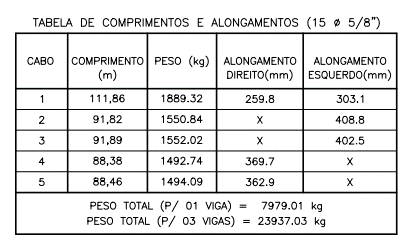 TABELA DE COMPRIMENTOS E ALONGAMENTOS (15 ø 5/8")
CABO COMPRIMENTO (m) PESO (kg) ALONGAMENTO DIREITO(mm) ALONGAMENTO ESQUERDO(mm)
1 111,86 1889.32 259.8 303.1
2 91,82 1550.84 X 408.8
3 91,89 1552.02 X 402.5
4 88,38 1492.74 369.7 X
5 88,46 1494.09 362.9 X
PESO TOTAL (P/ 01 VIGA) = 7979.01 kg
PESO TOTAL (P/ 03 VIGAS) = 23937.03 kg